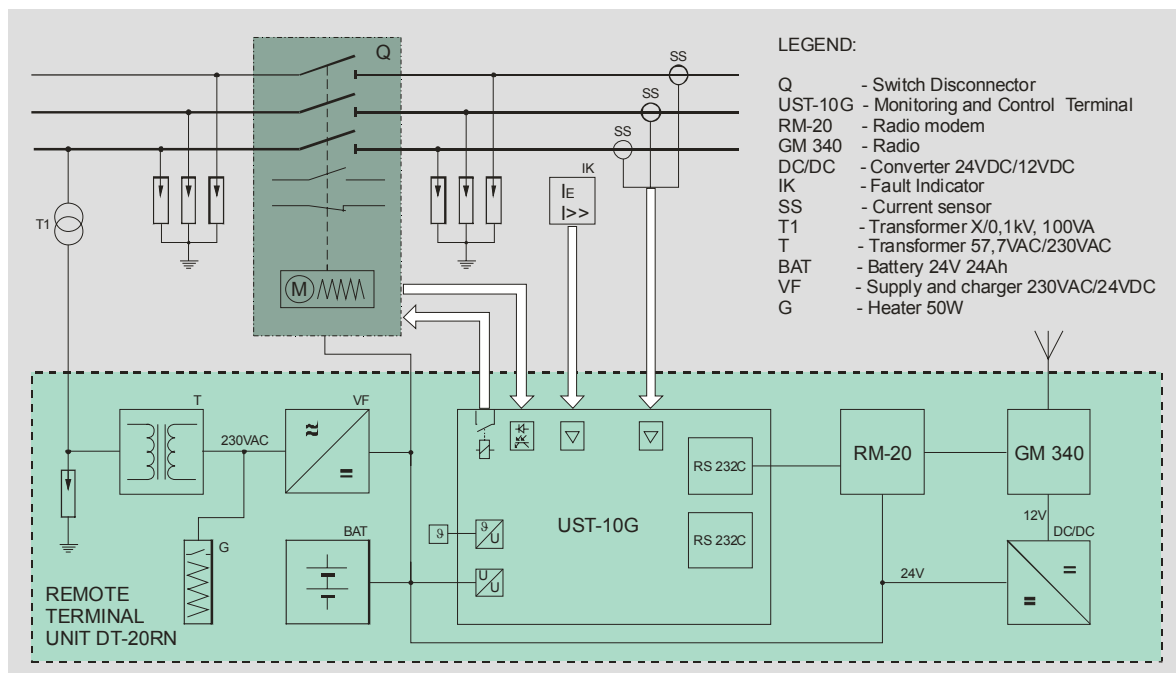 Q
SS
SS
SS
LEGEND:
Q - Switch Disconnector
UST-10G - Monitoring and Control Terminal
RM-20 - Radio modem
GM 340 - Radio
DC/DC - Converter 24VDC/12VDC
IK - Fault Indicator
SS - Current sensor
T1 - Transformer X/0,1kV, 100VA
T - Transformer 57,7VAC/230VAC
BAT - Battery 24V 24Ah
VF - Supply and charger 230VAC/24VDC
G - Heater 50W
IK
IE
I>>
T1
M
T
230VAC
VF
G
BAT
ϑ
ϑ
U
U
U
UST-10G
RS 232C
RS 232C
RM-20
GM 340
12V
DC/DC
24V
REMOTE
TERMINAL
UNIT DT-20RN